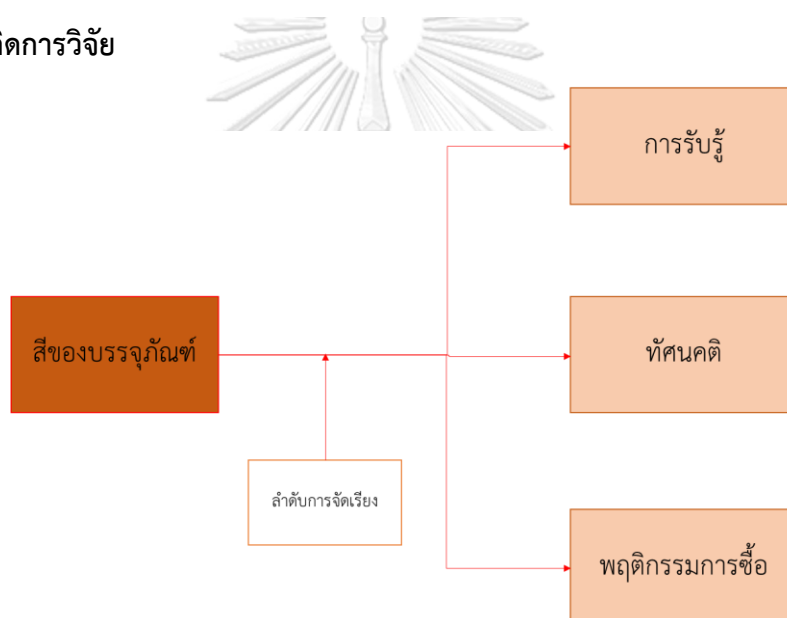 คิดการวิจัย
การรับรู้
สีของบรรจุภัณฑ์
ทัศนคติ
ลำดับการจัดเรียง
พฤติกรรมการซื้อ